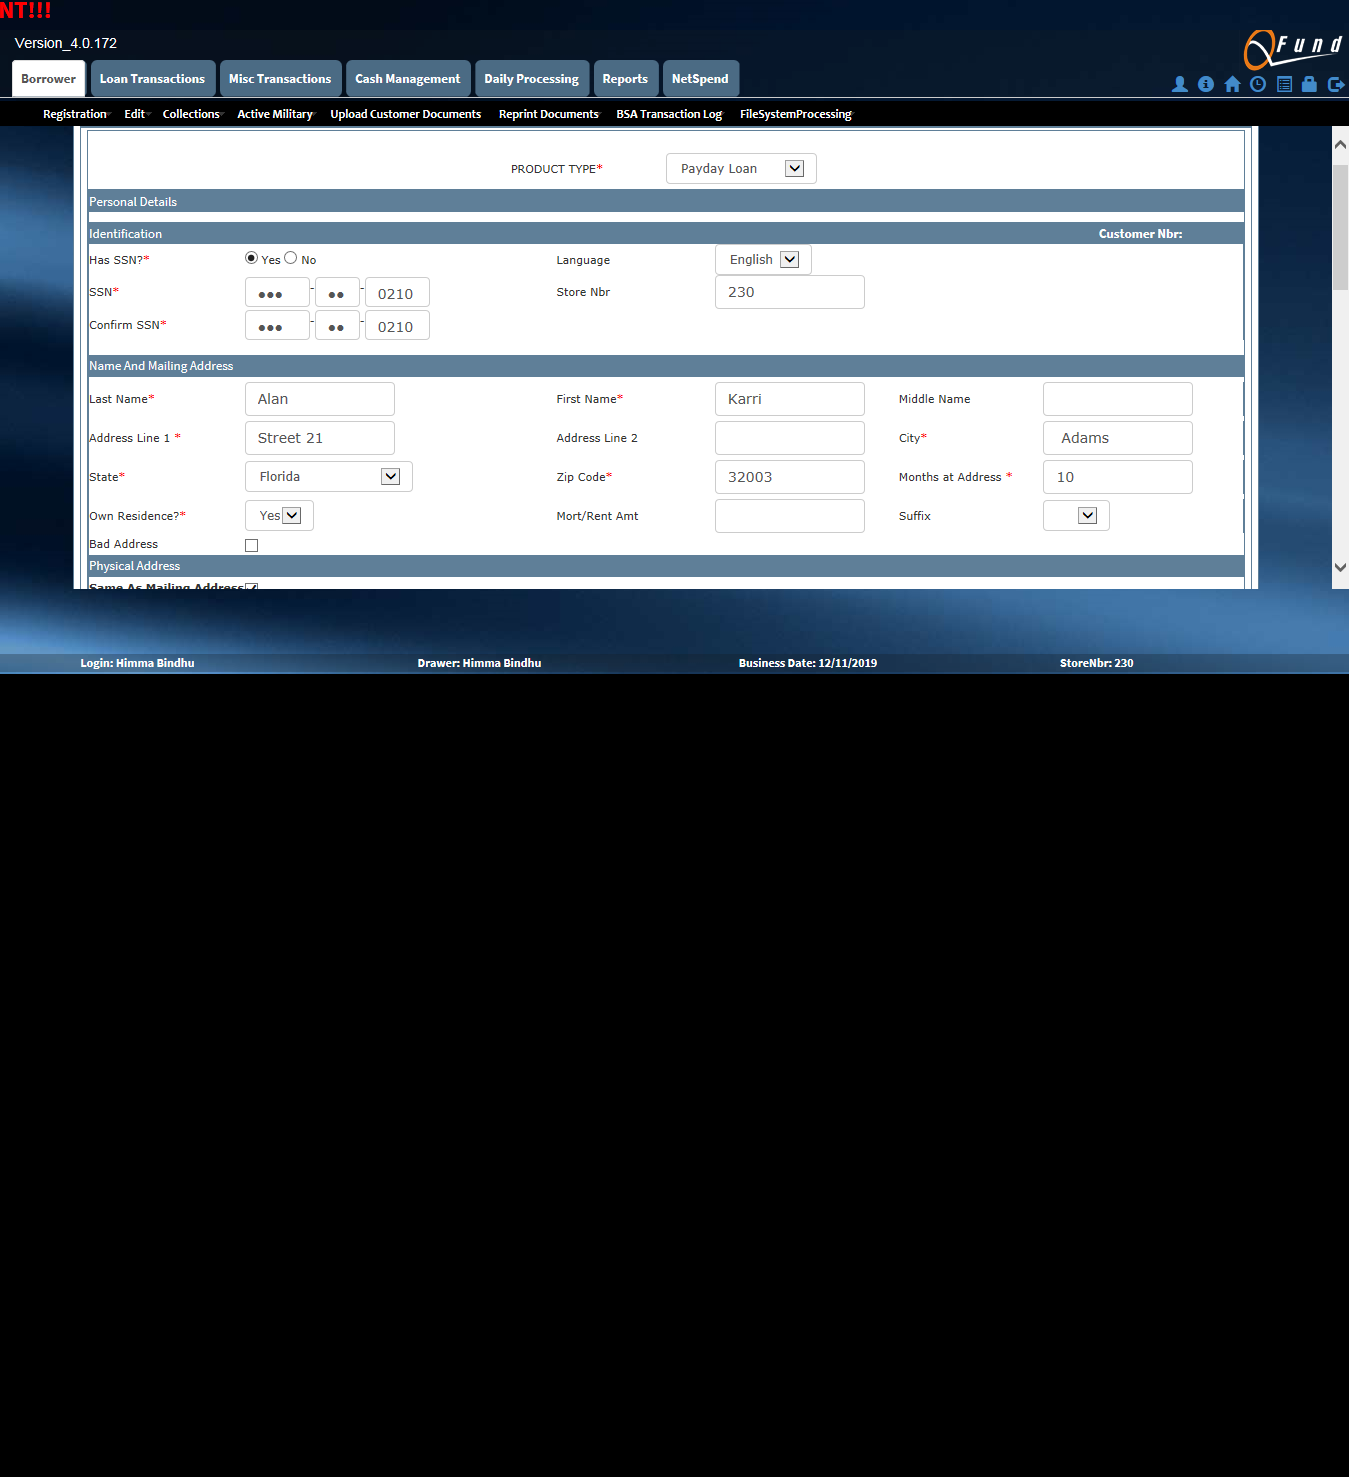 NT!!!
Version_4.0.172
Fund
Borrower Loan Transactions Misc Transactions Cash Management Daily Processing Reports NetSpend
Registration Edit Collections Active Military Upload Customer Documents Reprint Documents BSA Transaction Log FileSystemProcessing
PRODUCT TYPE* Payday Loan
Personal Details
Identification Customer Nbr:
Has SSN?* Yes No Language English
SSN* ●●● - ●● - 0210 Store Nbr 230
Confirm SSN* ●●● - ●● - 0210
Name And Mailing Address
Last Name* Alan First Name* Karri Middle Name
Address Line 1 * Street 21 Address Line 2 City* Adams
State* Florida Zip Code* 32003 Months at Address * 10
Own Residence?* Yes Mort/Rent Amt Suffix
Bad Address
Physical Address
Same As Mailing Address
Login: Himma Bindhu Drawer: Himma Bindhu Business Date: 12/11/2019 StoreNbr: 230